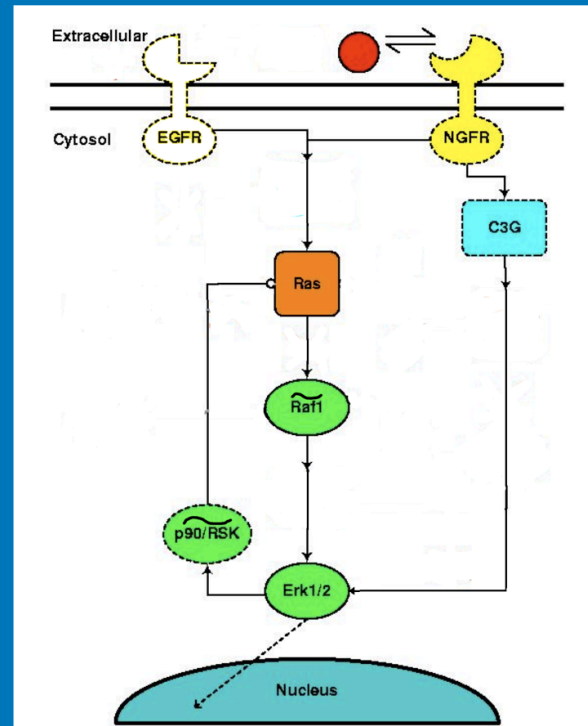 Extracellular
Cytosol
EGFR
NGFR
C3G
Ras
Raf1
p90/RSK
Erk1/2
Nucleus